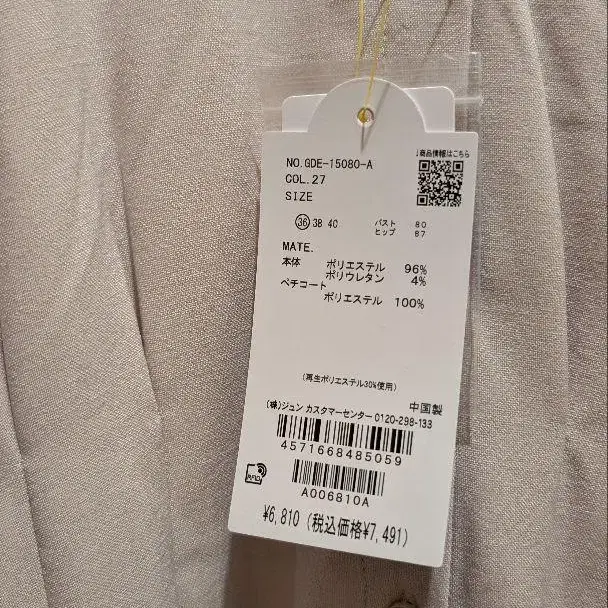 ↓商品情報はこちら
NO.GDE-15080-A
COL.27
SIZE
36 38 40 バスト 80
ヒップ 87
MATE.
本体 ポリエステル 96%
ポリウレタン 4%
ペチコート
ポリエステル 100%
(再生ポリエステル30%使用)
中国製
(株)ジュン カスタマーセンター 0120-298-133
4571668485059
RFID
A006810A
¥6,810 (税込価格¥7,491)